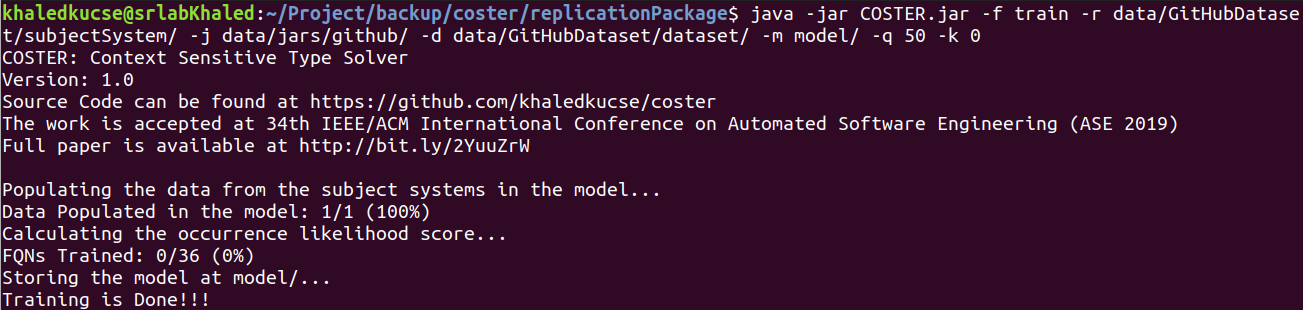 khaledkucse@srlabKhaled:~/Project/backup/coster/replicationPackage$ java -jar COSTER.jar -f train -r data/GitHubDatase
t/subjectSystem/ -j data/jars/github/ -d data/GitHubDataset/dataset/ -m model/ -q 50 -k 0
COSTER: Context Sensitive Type Solver
Version: 1.0
Source Code can be found at https://github.com/khaledkucse/coster
The work is accepted at 34th IEEE/ACM International Conference on Automated Software Engineering (ASE 2019)
Full paper is available at http://bit.ly/2YuuZrW
Populating the data from the subject systems in the model...
Data Populated in the model: 1/1 (100%)
Calculating the occurrence likelihood score...
FQNs Trained: 0/36 (0%)
Storing the model at model/...
Training is Done!!!